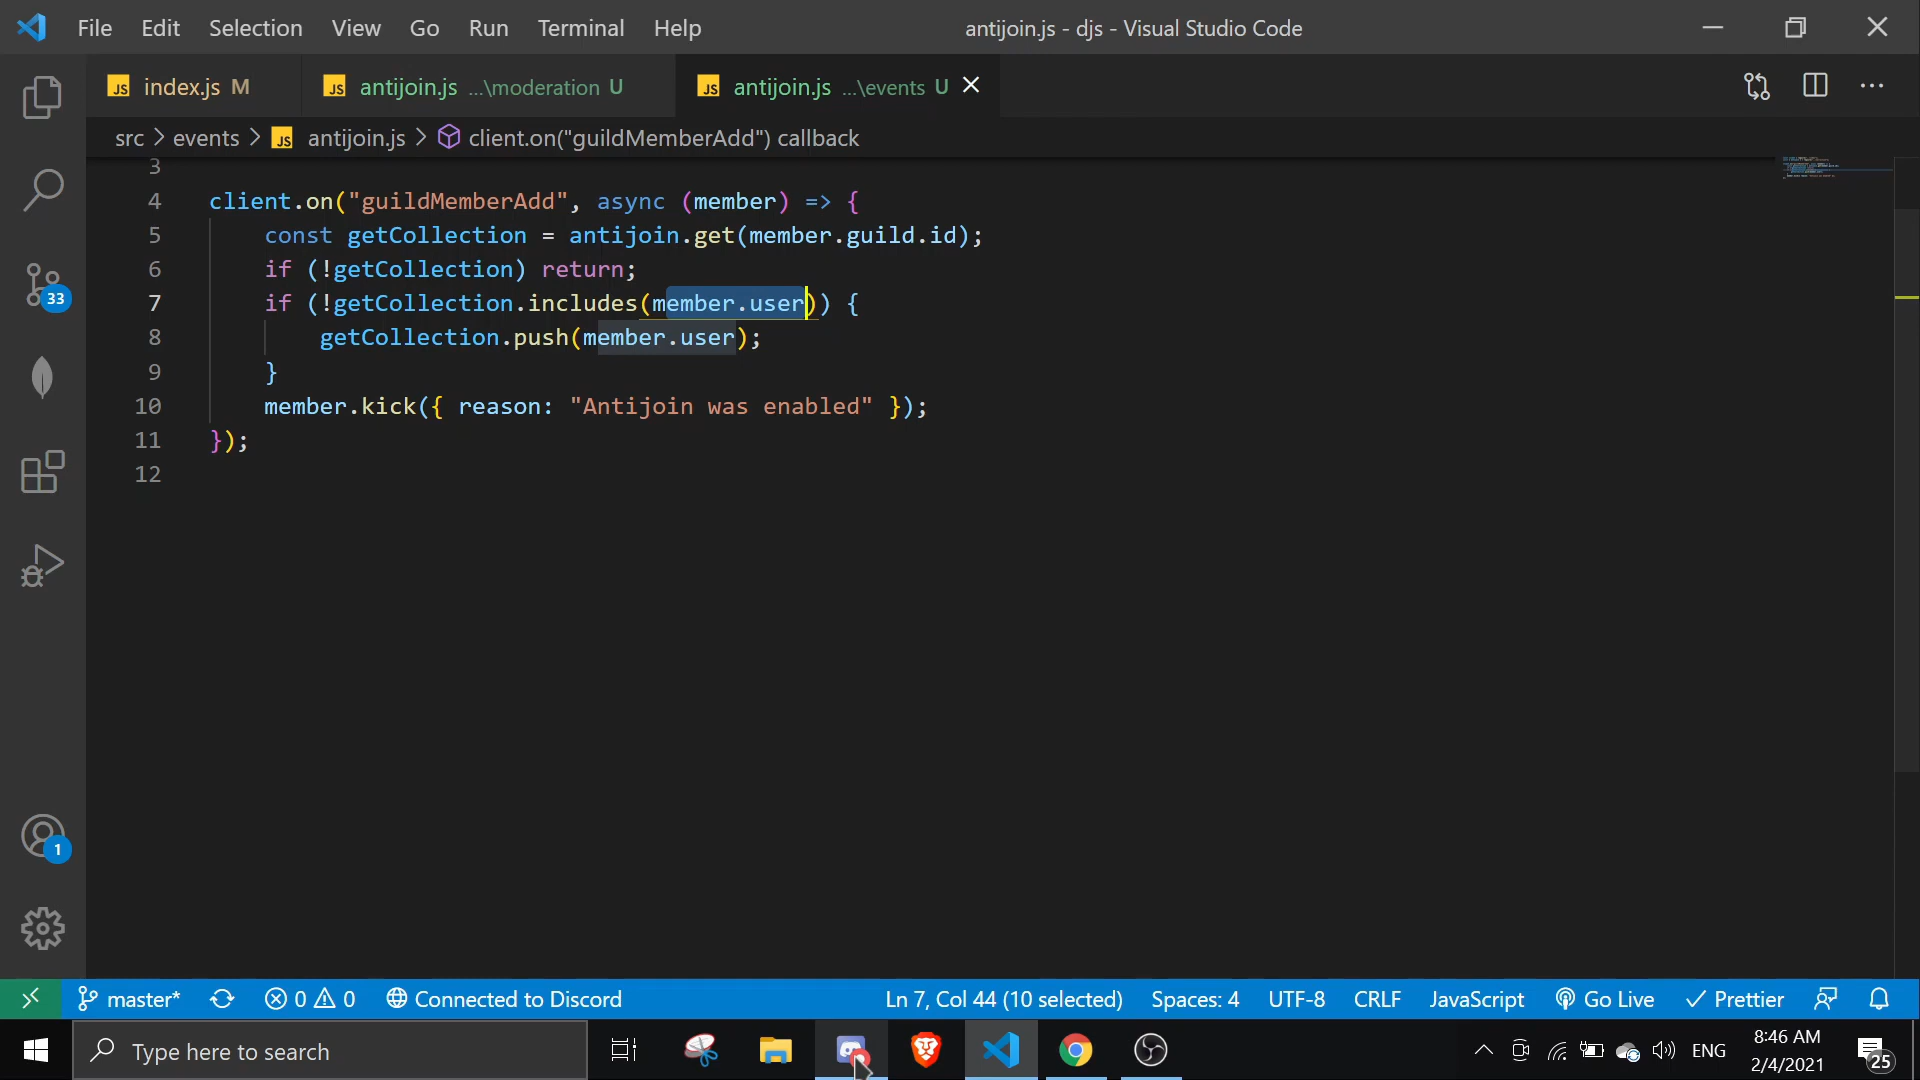 File Edit Selection View Go Run Terminal Help antijoin.js - djs - Visual Studio Code
JS index.js M JS antijoin.js ...\moderation U JS antijoin.js ...\events U
src > events > JS antijoin.js > client.on("guildMemberAdd") callback
3
4 client.on("guildMemberAdd", async (member) => {
5 const getCollection = antijoin.get(member.guild.id);
6 if (!getCollection) return;
7 if (!getCollection.includes(member.user)) {
8 getCollection.push(member.user);
9 }
10 member.kick({ reason: "Antijoin was enabled" });
11 });
12
33
1
master* 0 0 Connected to Discord Ln 7, Col 44 (10 selected) Spaces: 4 UTF-8 CRLF JavaScript Go Live Prettier
Type here to search ENG 8:46 AM 25
2/4/2021